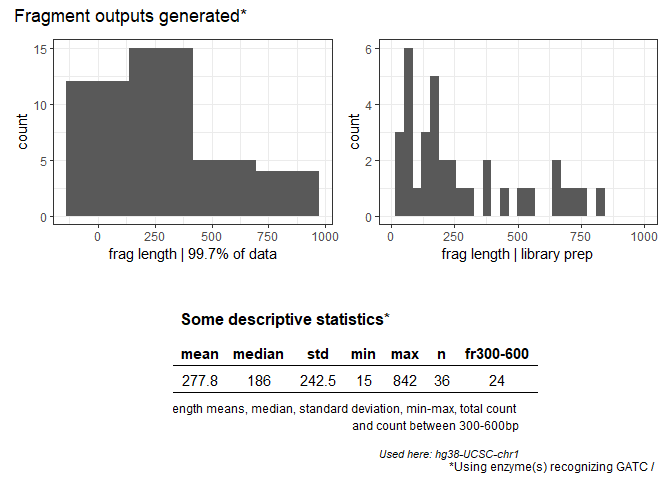 Fragment outputs generated*
15
10
5
0
count
0 250 500 750 1000
frag length | 99.7% of data
6
4
2
0
count
0 250 500 750 1000
frag length | library prep
Some descriptive statistics*
mean median std min max n fr300-600
277.8 186 242.5 15 842 36 24
ength means, median, standard deviation, min-max, total count
and count between 300-600bp
Used here: hg38-UCSC-chr1
*Using enzyme(s) recognizing GATC /